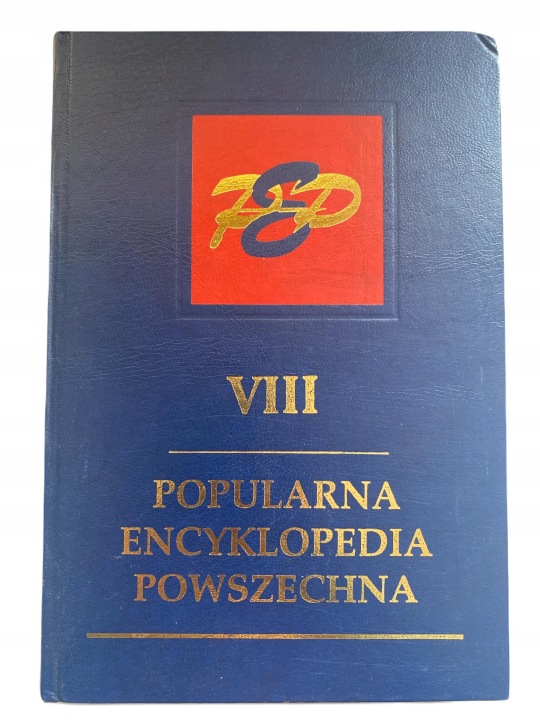 PEP
VIII
POPULARNA
ENCYKLOPEDIA
POWSZECHNA